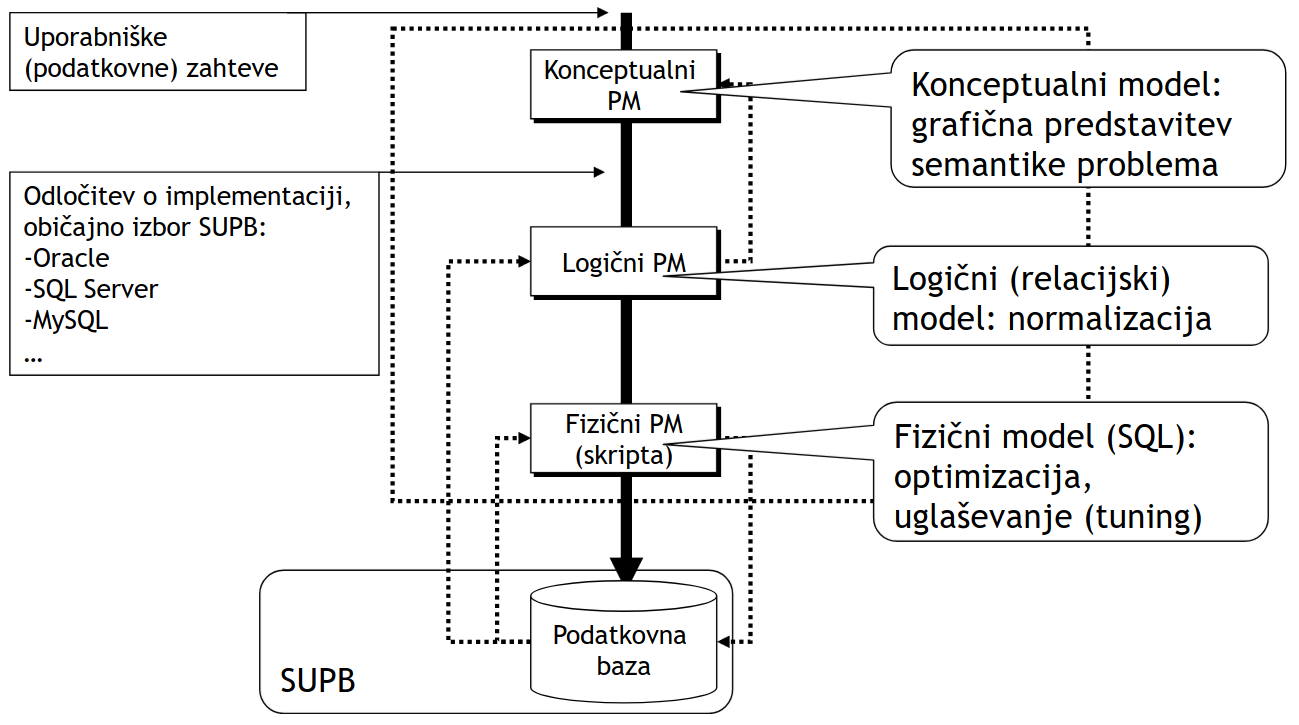 Uporabniške
(podatkovne) zahteve
Konceptualni
PM
Konceptualni model:
grafična predstavitev
semantike problema
Odločitev o implementaciji,
običajno izbor SUPB:
-Oracle
-SQL Server
-MySQL
…
Logični PM
Logični (relacijski)
model: normalizacija
Fizični PM
(skripta)
Fizični model (SQL):
optimizacija,
uglaševanje (tuning)
Podatkovna
baza
SUPB